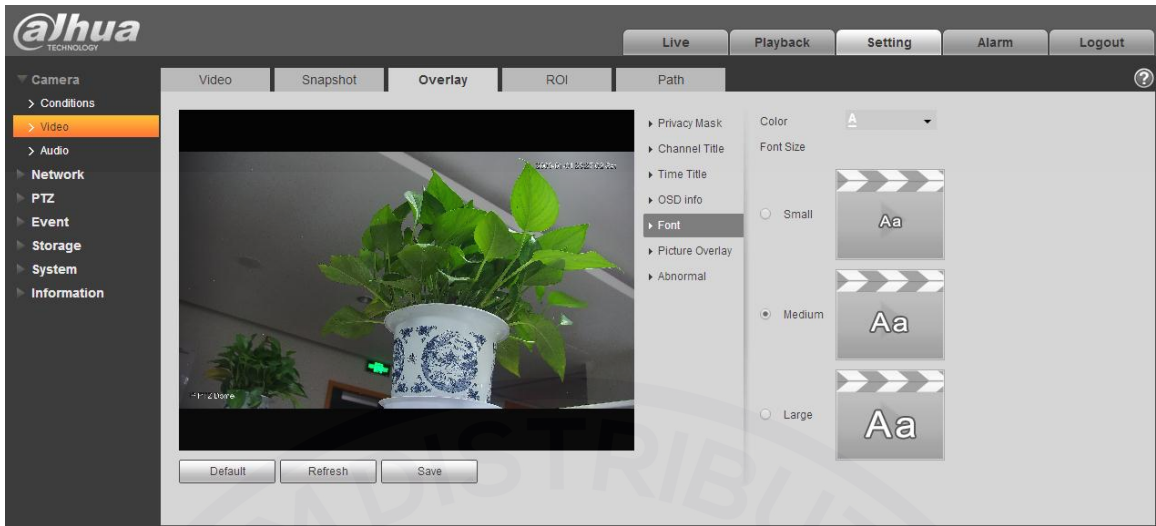 alhua
TECHNOLOGY
Live Playback Setting Alarm Logout
Camera
Conditions
Video
Audio
Network
PTZ
Event
Storage
System
Information
Video Snapshot Overlay ROI Path
Privacy Mask
Channel Title
Time Title
OSD info
Font
Picture Overlay
Abnormal
Color A
Font Size
Small Aa
Medium Aa
Large Aa
Default Refresh Save